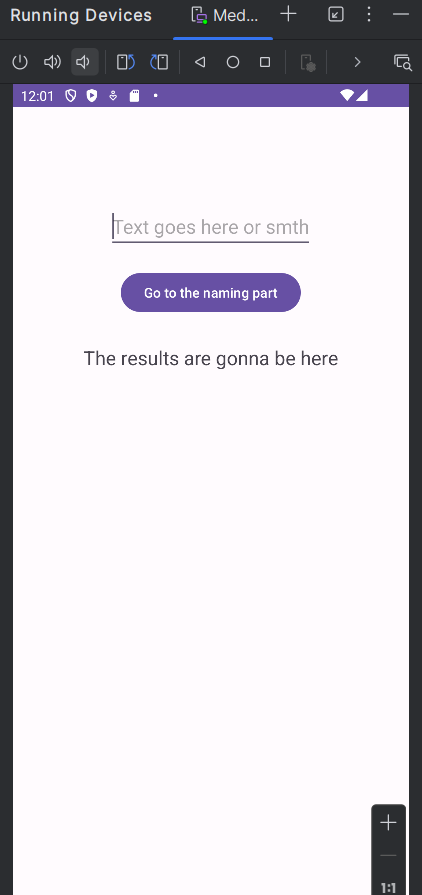 Running Devices
Med...
12:01
Text goes here or smth
Go to the naming part
The results are gonna be here
1:1